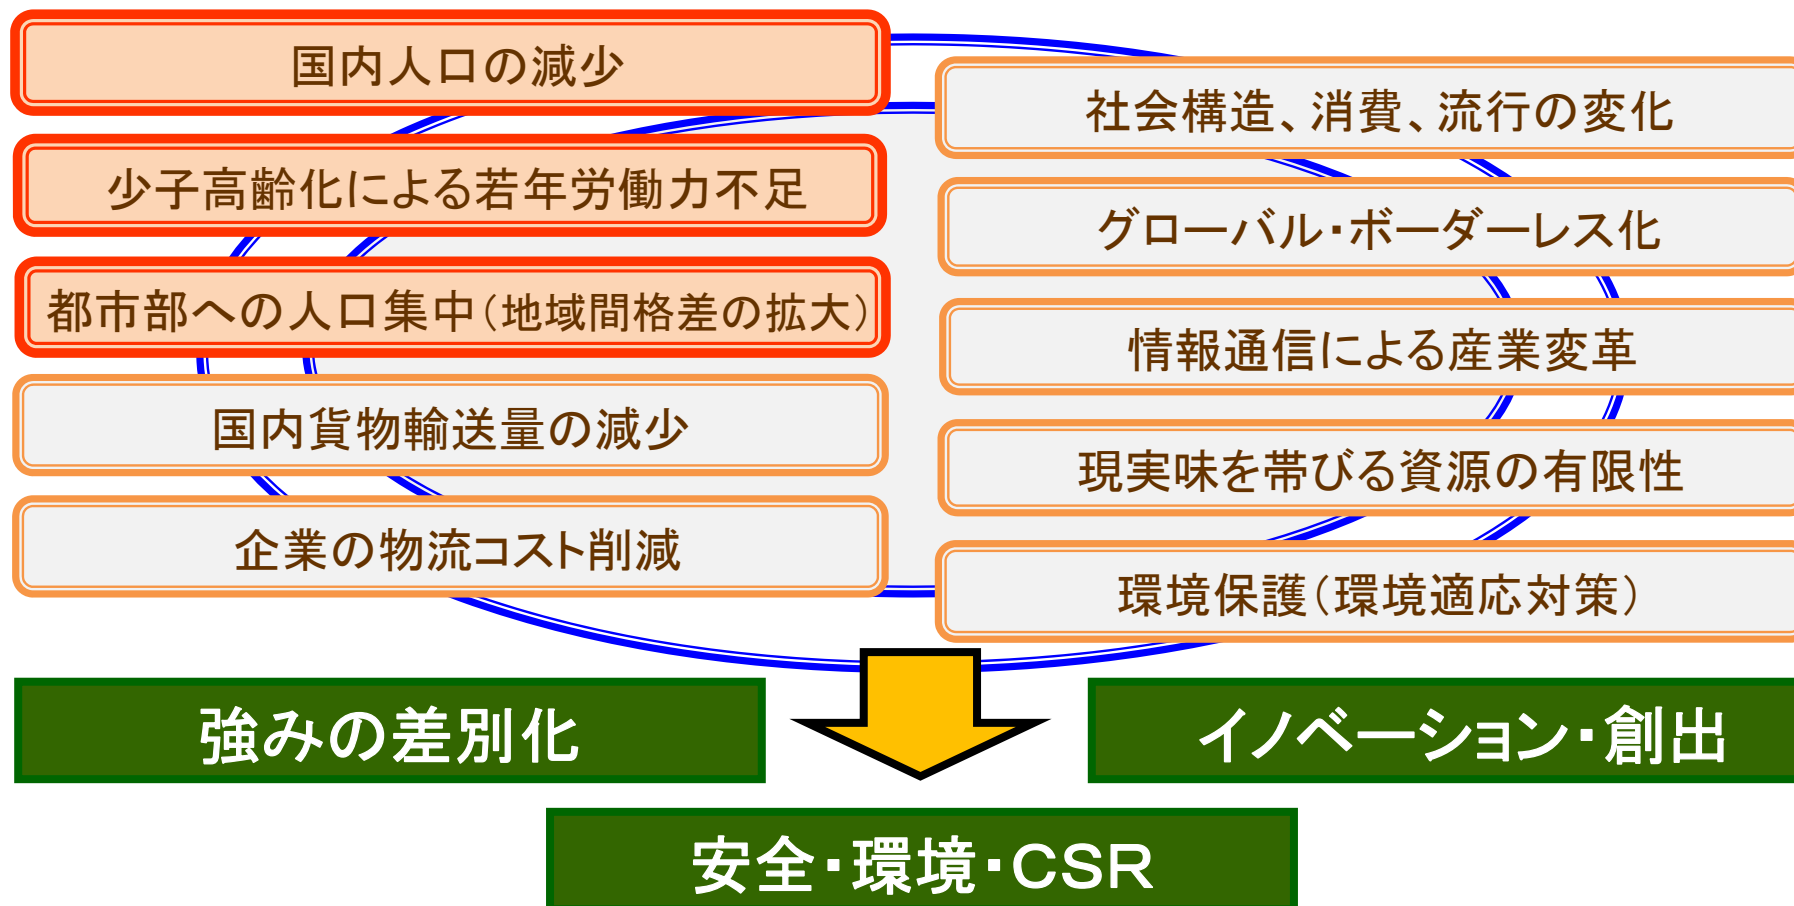 国内人口の減少
少子高齢化による若年労働力不足
都市部への人口集中（地域間格差の拡大）
国内貨物輸送量の減少
企業の物流コスト削減
社会構造、消費、流行の変化
グローバル・ボーダーレス化
情報通信による産業変革
現実味を帯びる資源の有限性
環境保護（環境適応対策）
強みの差別化
イノベーション・創出
安全・環境・CSR